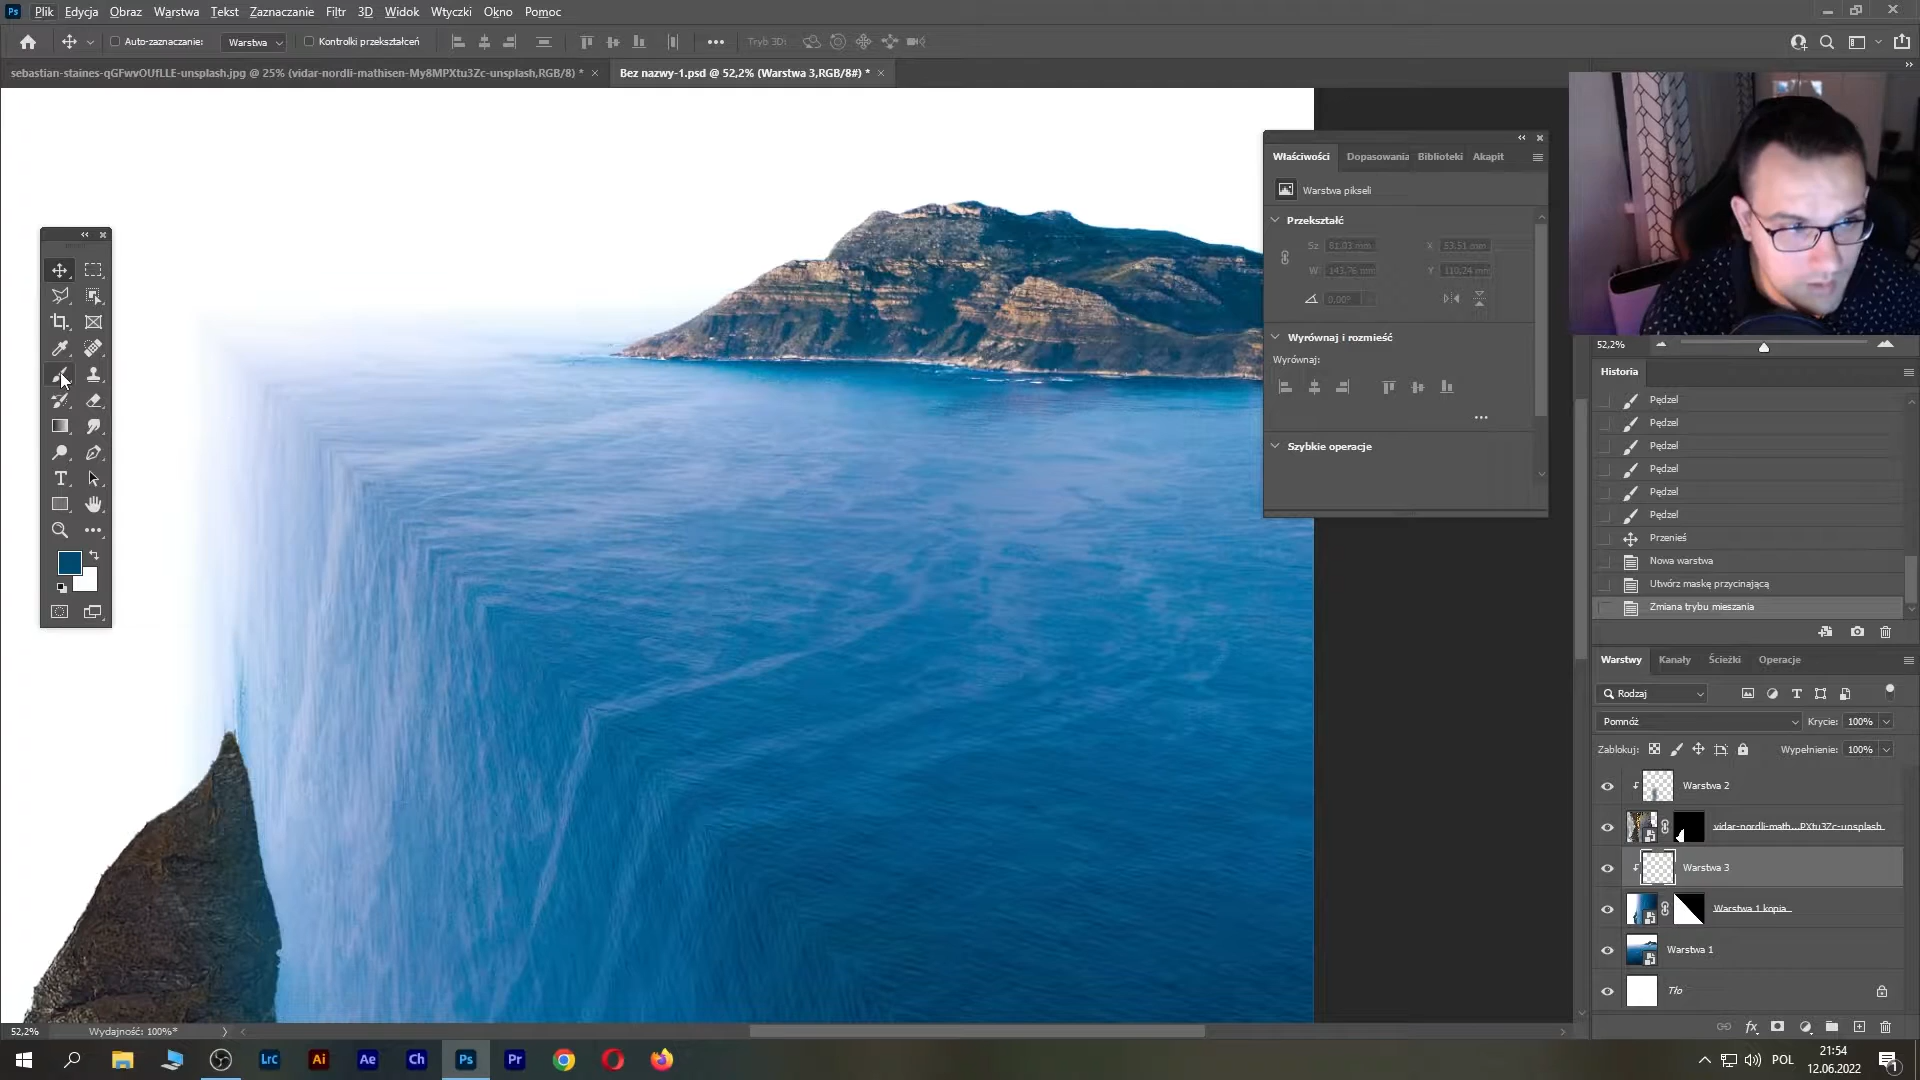 Ps Plik Edycja Obraz Warstwa Tekst Zaznaczanie Filtr 3D Widok Wtyczki Okno Pomoc
Auto-zaznaczanie: Warstwa Kontrolki przekształceń Tryb 3D:
sebastian-staines-qGFwvOUfLLE-unsplash.jpg @ 25% (vidar-nordli-mathisen-My8MPXtu3Zc-unsplash,RGB/8) * Bez nazwy-1.psd @ 52,2% (Warstwa 3,RGB/8#) *
Właściwości Dopasowania Biblioteki Akapit
Warstwa pikseli
Przekształć
Sz 81.03 mm X 53.51 mm
W: 143,76 mm Y 110,24 mm
0,00°
Wyrównaj i rozmieść
Wyrównaj:
Szybkie operacje
52,2%
Historia
Pędzel
Pędzel
Pędzel
Pędzel
Pędzel
Pędzel
Przenieś
Nowa warstwa
Utwórz maskę przycinającą
Zmiana trybu mieszania
Warstwy Kanały Ścieżki Operacje
Rodzaj
Pomnóż Krycie: 100%
Zablokuj: Wypełnienie: 100%
Warstwa 2
vidar-nordli-math...PXtu3Zc-unsplash
Warstwa 3
Warstwa 1 kopia
Warstwa 1
Tło
fx
52,2% Wydajność: 100%*
Lrc Ai Ae Ch Ps Pr
POL
21:54
12.06.2022
1